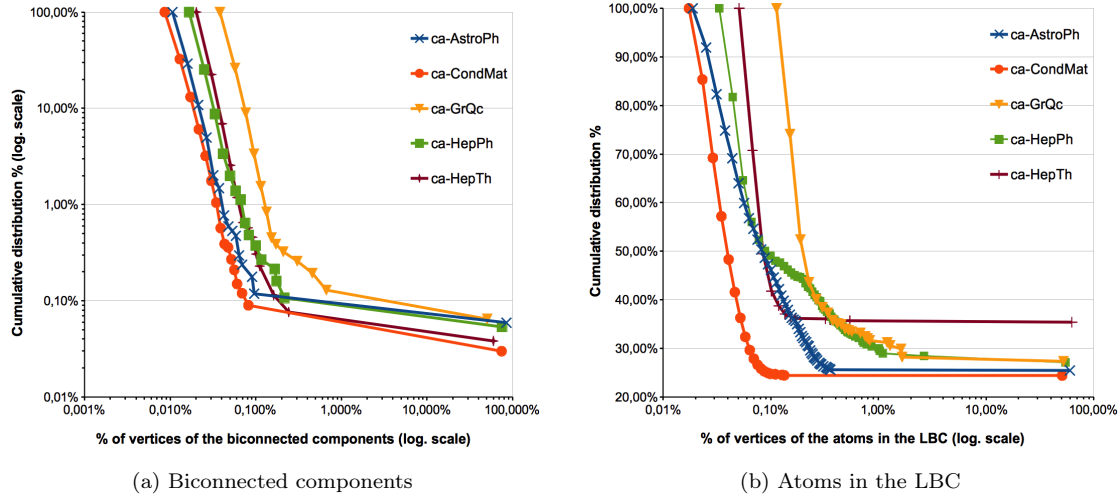 100,00%
10,00%
1,00%
0,10%
0,01%
Cumulative distribution % (log. scale)
ca-AstroPh
ca-CondMat
ca-GrQc
ca-HepPh
ca-HepTh
0,001% 0,010% 0,100% 1,0000% 10,000% 100,0000%
% of vertices of the biconnected components (log. scale)
(a) Biconnected components
100,00%
90,00%
80,00%
70,00%
60,00%
50,00%
40,00%
30,00%
20,00%
Cumulative distribution %
ca-AstroPh
ca-CondMat
ca-GrQc
ca-HepPh
ca-HepTh
0,01% 0,10% 1,00% 10,00% 100,00%
% of vertices of the atoms in the LBC (log. scale)
(b) Atoms in the LBC